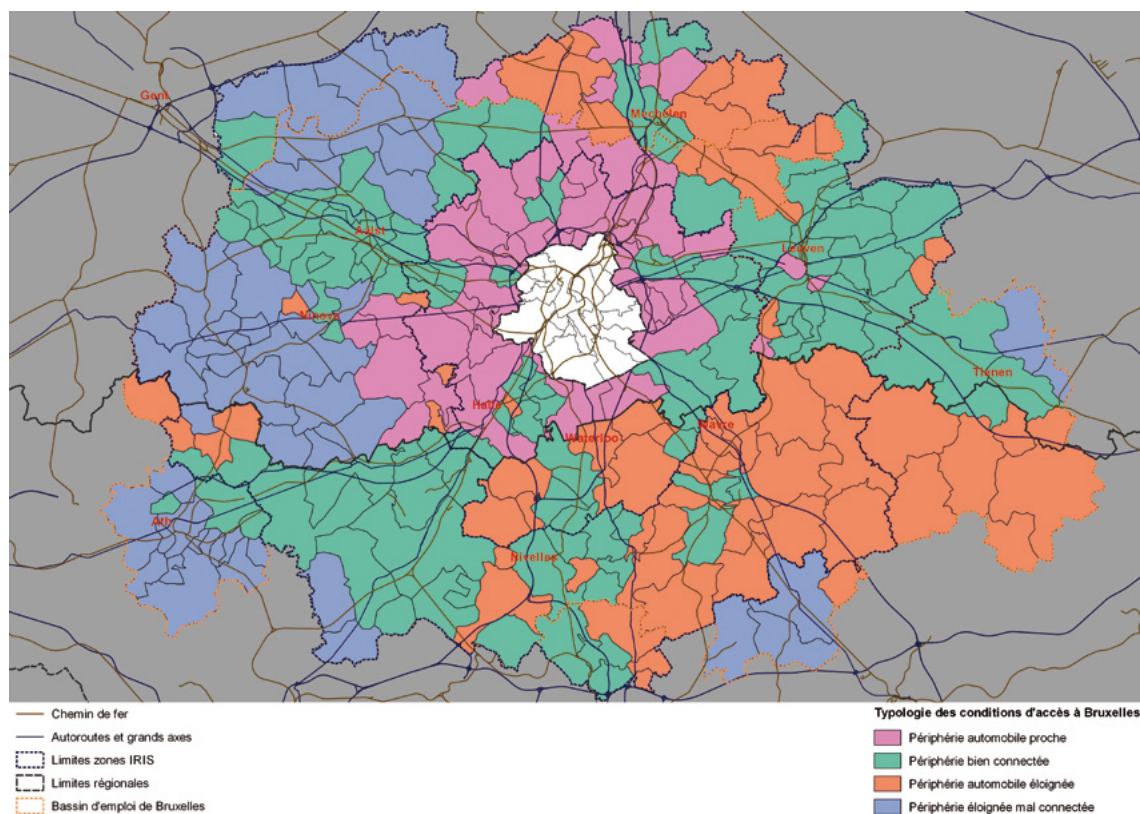 Gent
Mechelen
Aalst
Leuven
Ninove
Tienen
Halle
Waterloo
Wavre
Ath
Nivelles
Chemin de fer
Autoroutes et grands axes
Limites zones IRIS
Limites régionales
Bassin d'emploi de Bruxelles
Typologie des conditions d'accès à Bruxelles
Périphérie automobile proche
Périphérie bien connectée
Périphérie automobile éloignée
Périphérie éloignée mal connectée